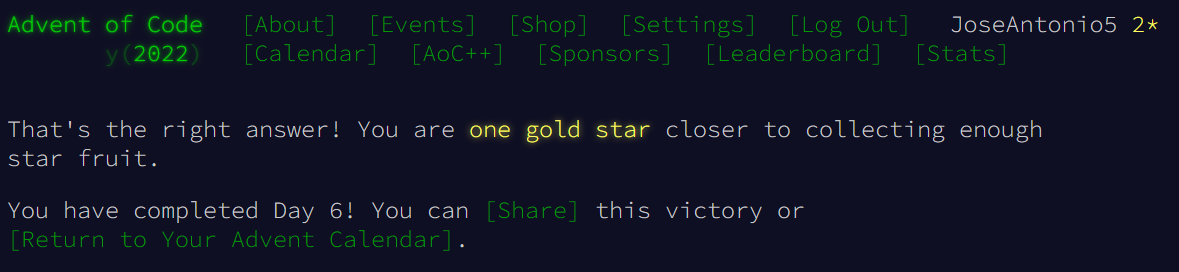 Advent of Code [About] [Events] [Shop] [Settings] [Log Out] JoseAntonio5 2*
y(2022) [Calendar] [AoC++] [Sponsors] [Leaderboard] [Stats]
That's the right answer! You are one gold star closer to collecting enough
star fruit.
You have completed Day 6! You can [Share] this victory or
[Return to Your Advent Calendar].